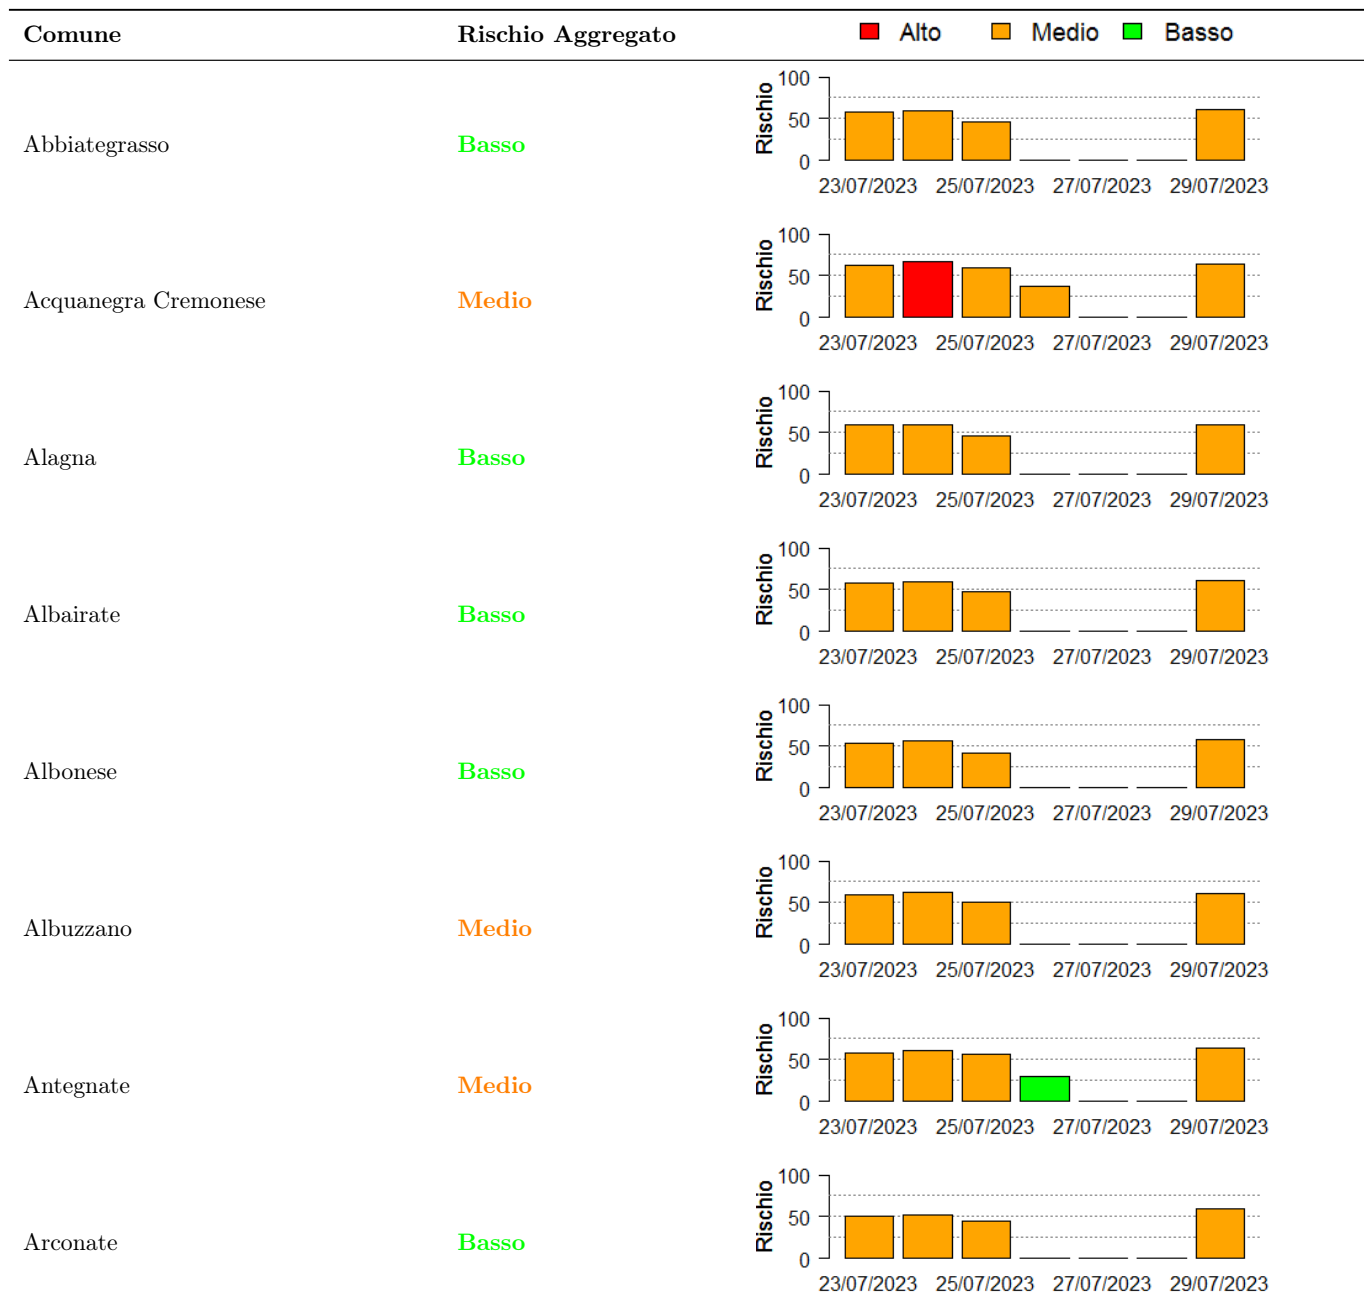 Comune Rischio Aggregato Alto Medio Basso
100
50
0
Rischio
Abbiategrasso Basso
23/07/2023 25/07/2023 27/07/2023 29/07/2023
100
50
0
Rischio
Acquanegra Cremonese Medio
23/07/2023 25/07/2023 27/07/2023 29/07/2023
100
50
0
Rischio
Alagna Basso
23/07/2023 25/07/2023 27/07/2023 29/07/2023
100
50
0
Rischio
Albairate Basso
23/07/2023 25/07/2023 27/07/2023 29/07/2023
100
50
0
Rischio
Albonese Basso
23/07/2023 25/07/2023 27/07/2023 29/07/2023
100
50
0
Rischio
Albuzzano Medio
23/07/2023 25/07/2023 27/07/2023 29/07/2023
100
50
0
Rischio
Antegnate Medio
23/07/2023 25/07/2023 27/07/2023 29/07/2023
100
50
0
Rischio
Arconate Basso
23/07/2023 25/07/2023 27/07/2023 29/07/2023